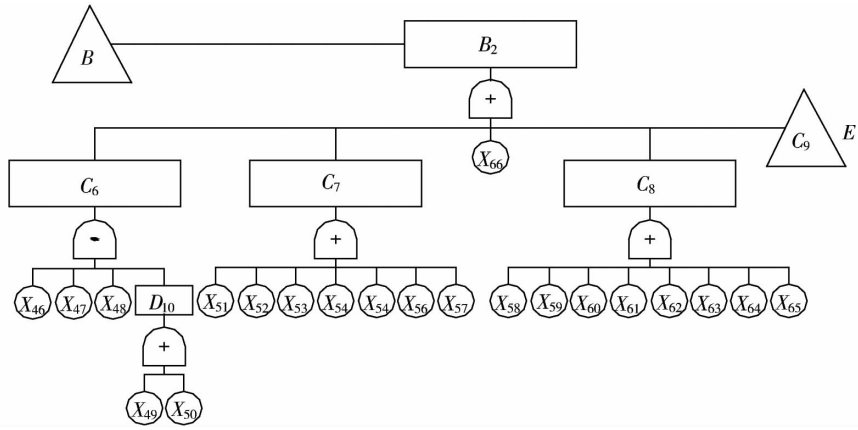 B
B₂
+
C₉
E
X₆₆
C₆
C₇
C₈
-
+
+
X₄₆ X₄₇ X₄₈ D₁₀ X₅₁ X₅₂ X₅₃ X₅₄ X₅₄ X₅₆ X₅₇ X₅₈ X₅₉ X₆₀ X₆₁ X₆₂ X₆₃ X₆₄ X₆₅
+
X₄₉ X₅₀